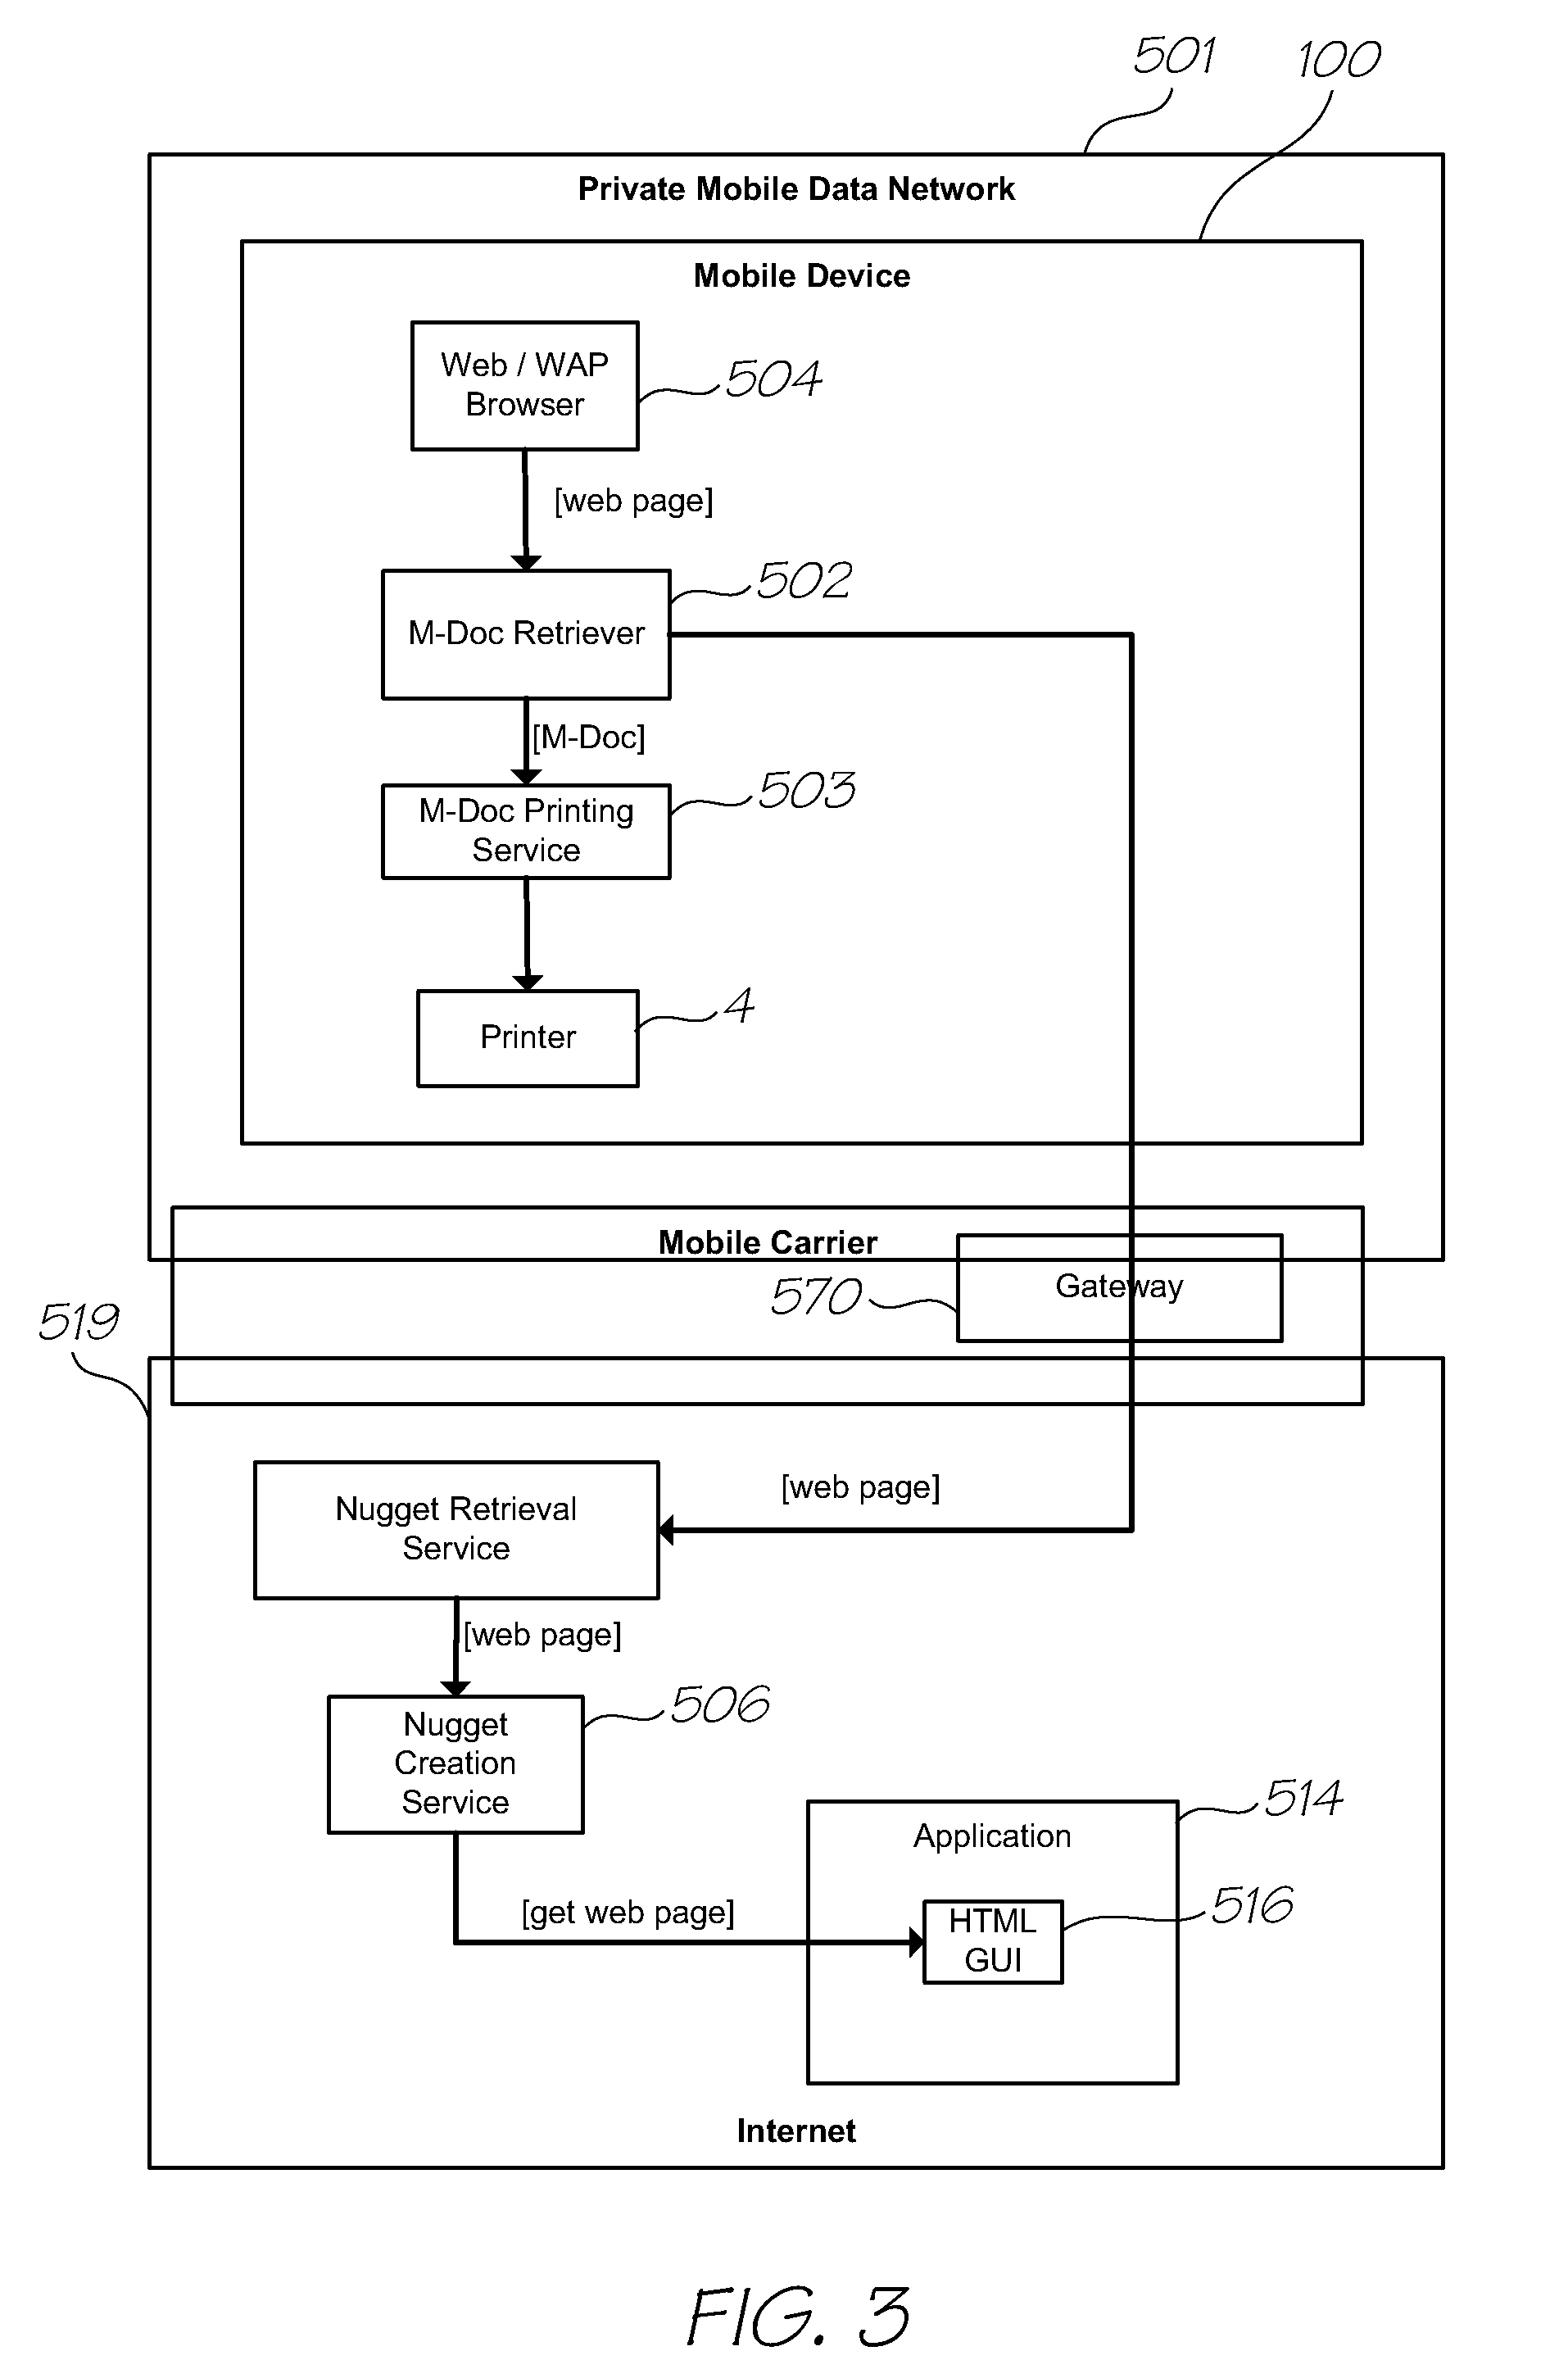 501
100
Private Mobile Data Network
Mobile Device
Web / WAP
Browser
504
[web page]
502
M-Doc Retriever
[M-Doc]
503
M-Doc Printing
Service
4
Printer
Mobile Carrier
570
Gateway
519
[web page]
Nugget Retrieval
Service
[web page]
506
Nugget
Creation
Service
514
Application
[get web page]
516
HTML
GUI
Internet
FIG. 3